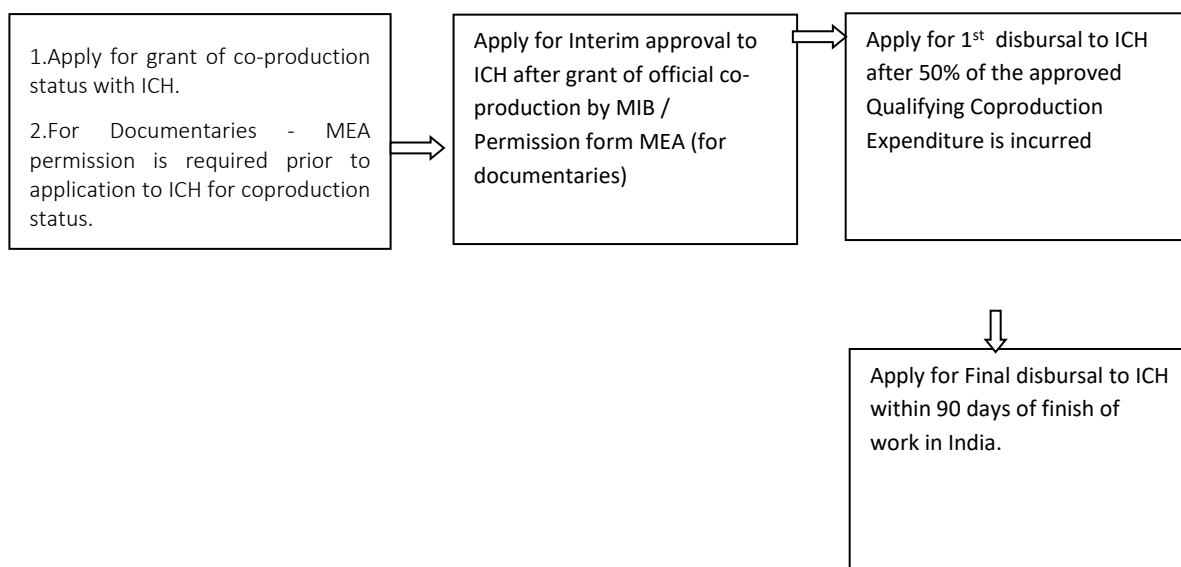 1.Apply for grant of co-production
status with ICH.
2.For Documentaries - MEA
permission is required prior to
application to ICH for coproduction
status.
Apply for Interim approval to
ICH after grant of official co-
production by MIB /
Permission form MEA (for
documentaries)
Apply for 1st disbursal to ICH
after 50% of the approved
Qualifying Coproduction
Expenditure is incurred
Apply for Final disbursal to ICH
within 90 days of finish of
work in India.